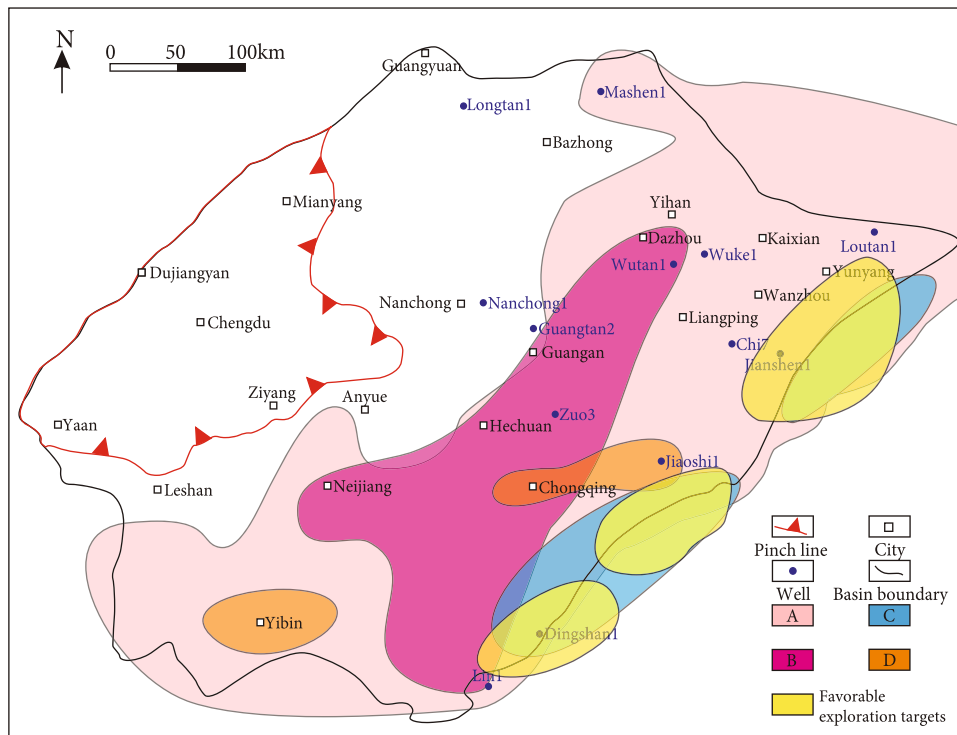 N
0 50 100km
Guangyuan
Longtan1
Mashen1
Bazhong
Mianyang
Yihan
Dazhou
Kaixian
Loutan1
Wutan1
Wuke1
Dujiangyan
Yunyang
Nanchong
Nanchong1
Wanzhou
Chengdu
Guangtan2
Liangping
Guangan
Chi7
Jianshen1
Ziyang
Anyue
Yaan
Hechuan
Zuo3
Jiaoshi1
Leshan
Neijiang
Chongqing
Yibin
Dingshan1
Lin1
Pinch line
City
Well
Basin boundary
A
C
B
D
Favorable
exploration targets